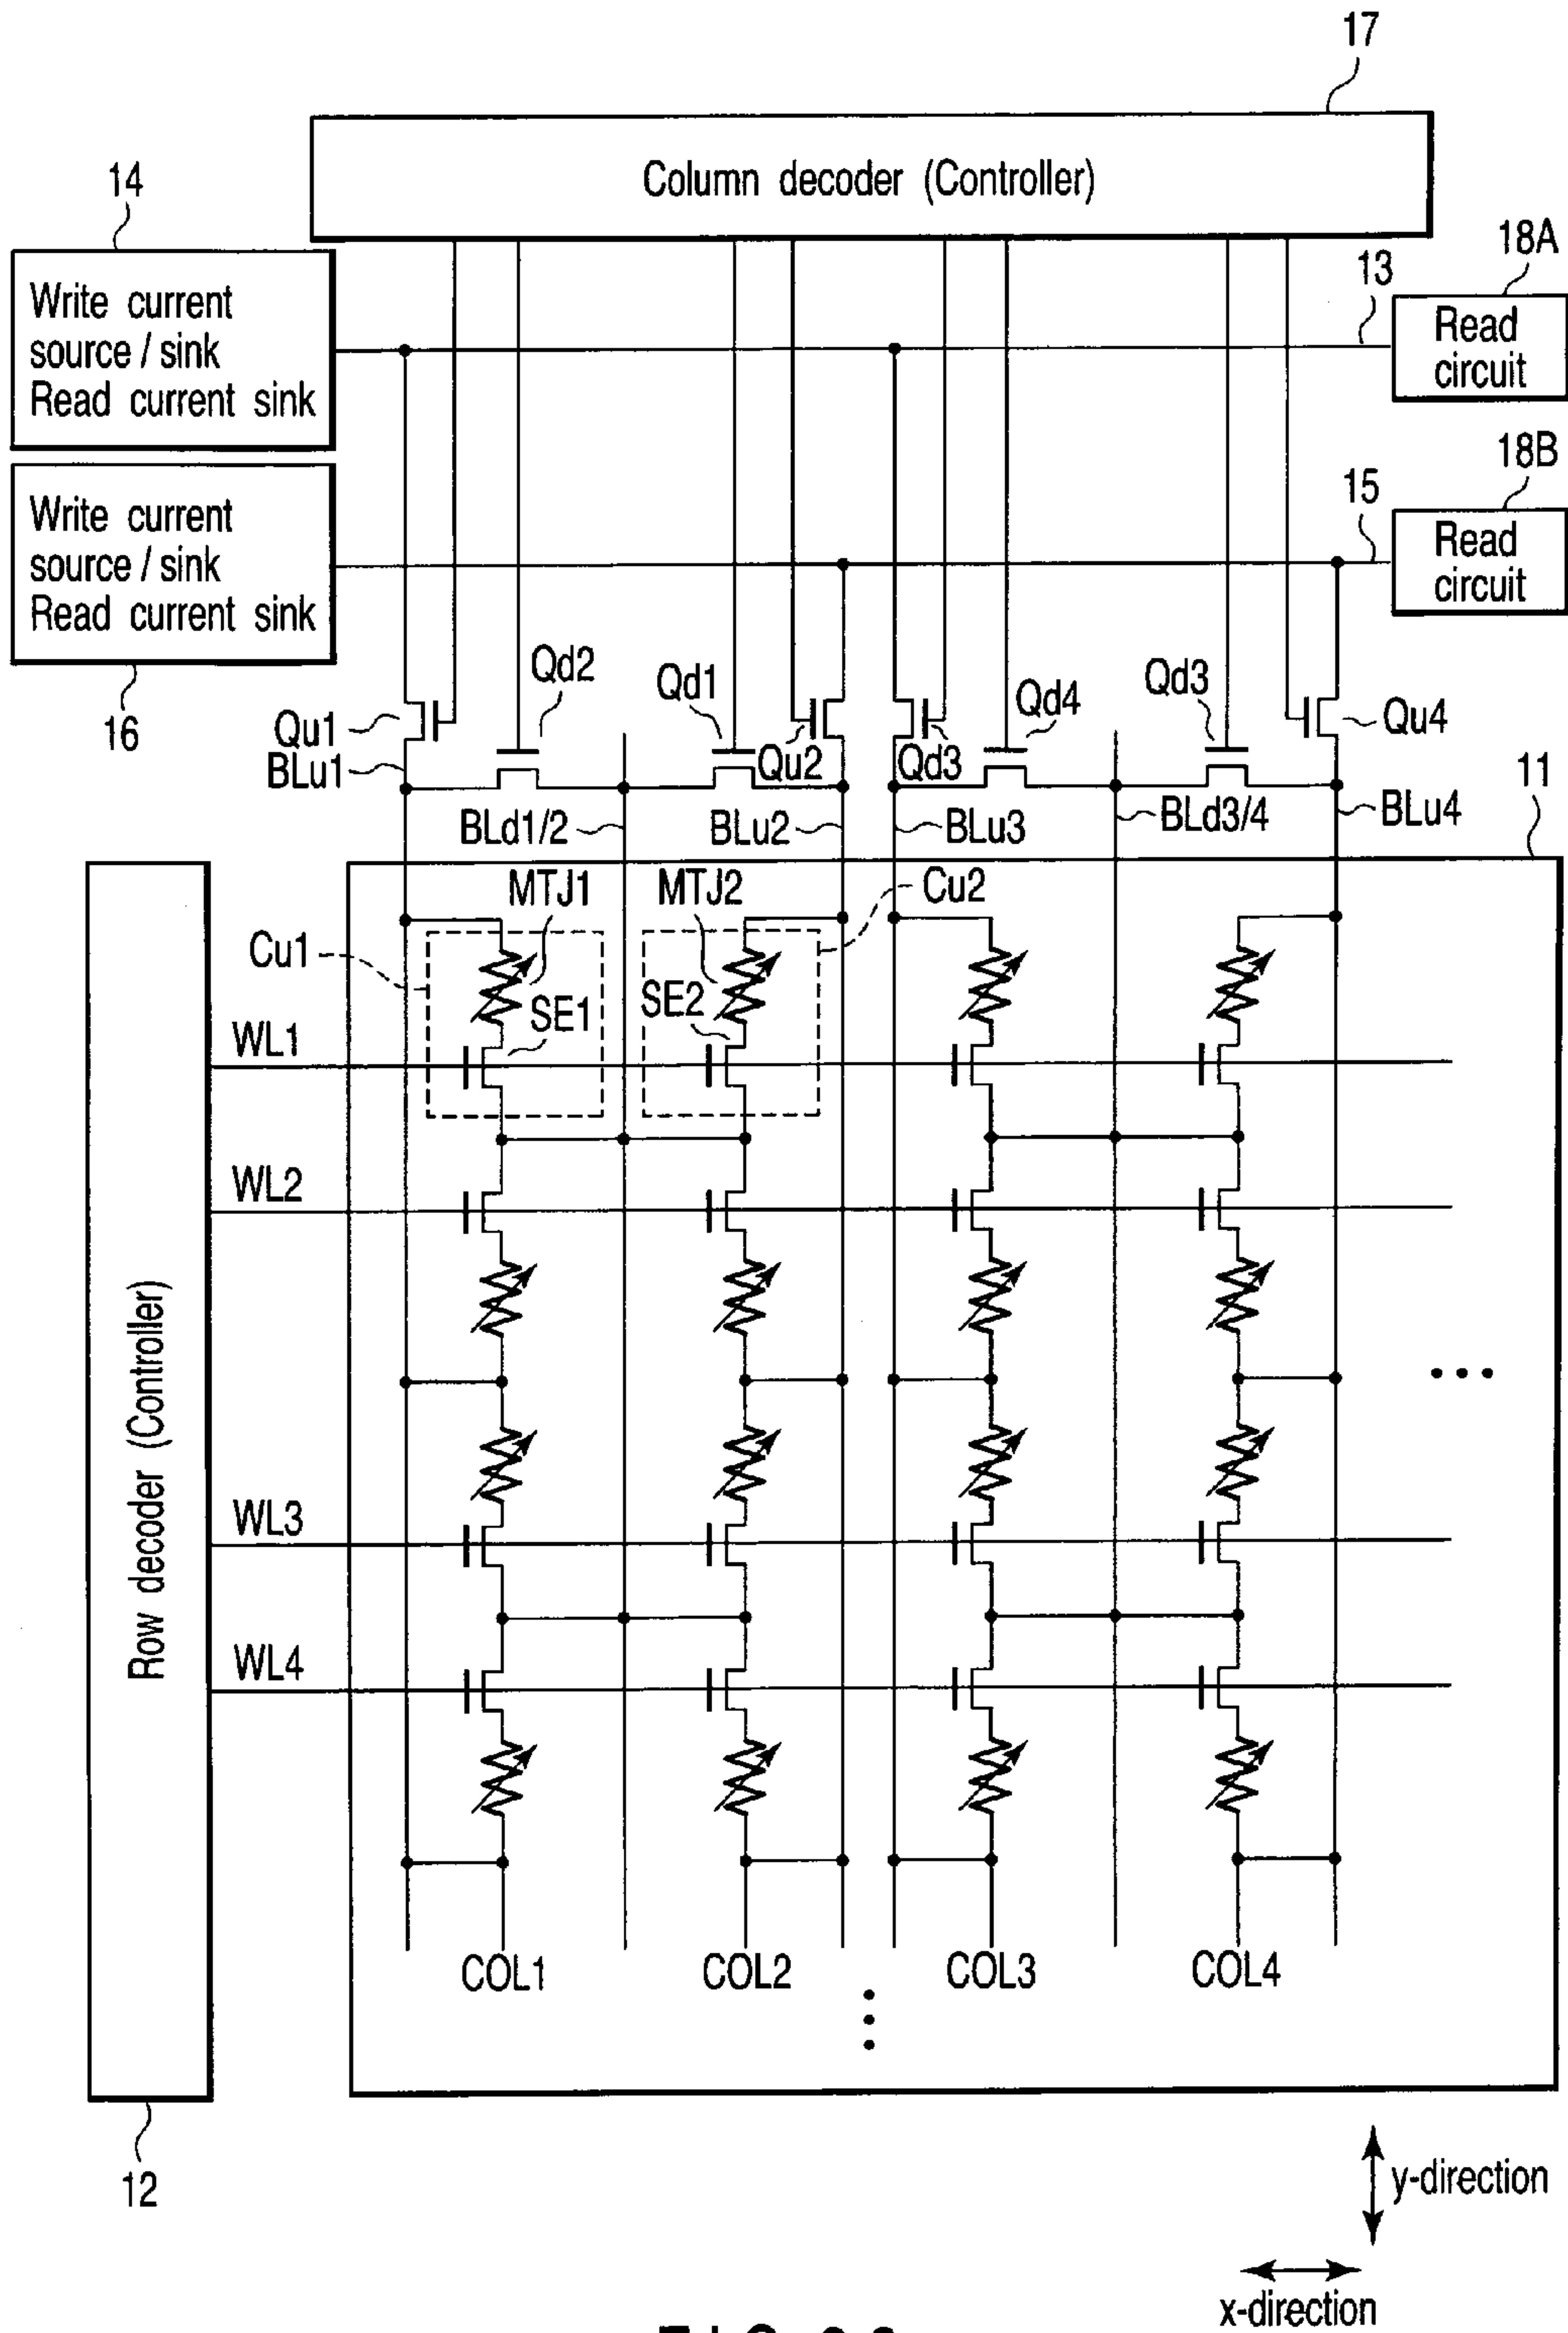 17
Column decoder (Controller)
14
Write current
source / sink
Read current sink
13
18A
Read
circuit
Write current
source / sink
Read current sink
16
15
18B
Read
circuit
Qu1
Qd2
Qd1
Qu2
Qd3
Qd4
Qd3
Qu4
BLu1
BLd1/2
BLu2
BLu3
BLd3/4
BLu4
11
MTJ1
MTJ2
Cu2
Cu1
SE1
SE2
WL1
WL2
Row decoder (Controller)
WL3
WL4
COL1
COL2
COL3
COL4
12
y-direction
x-direction